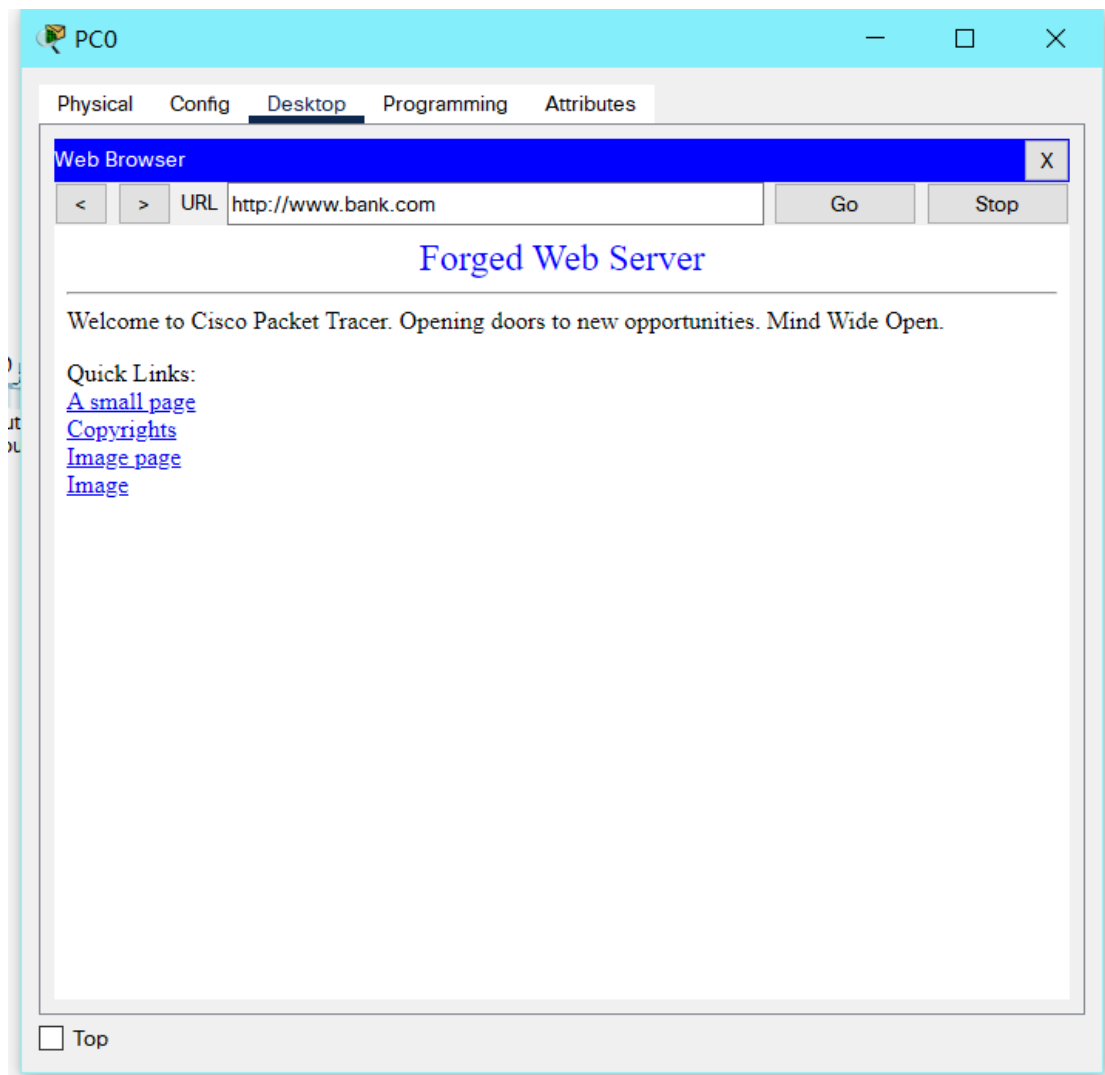 PC0
Physical Config Desktop Programming Attributes
Web Browser X
< > URL http://www.bank.com Go Stop
Forged Web Server
Welcome to Cisco Packet Tracer. Opening doors to new opportunities. Mind Wide Open.
Quick Links:
A small page
Copyrights
Image page
Image
Top